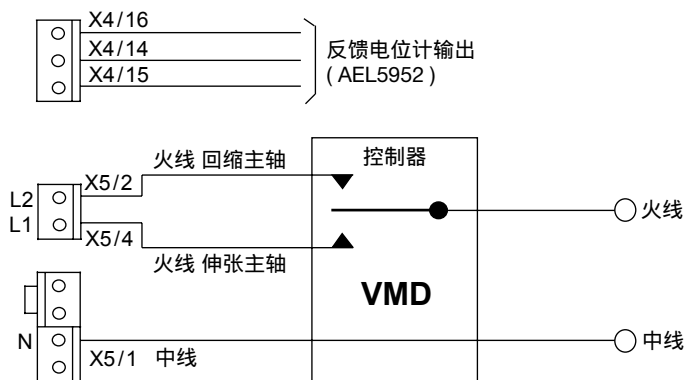 X4/16
X4/14
X4/15
反馈电位计输出
( AEL5952 )
火线 回缩主轴
控制器
X5/2
L2
L1
火线
X5/4
火线 伸张主轴
VMD
N
中线
X5/1 中线